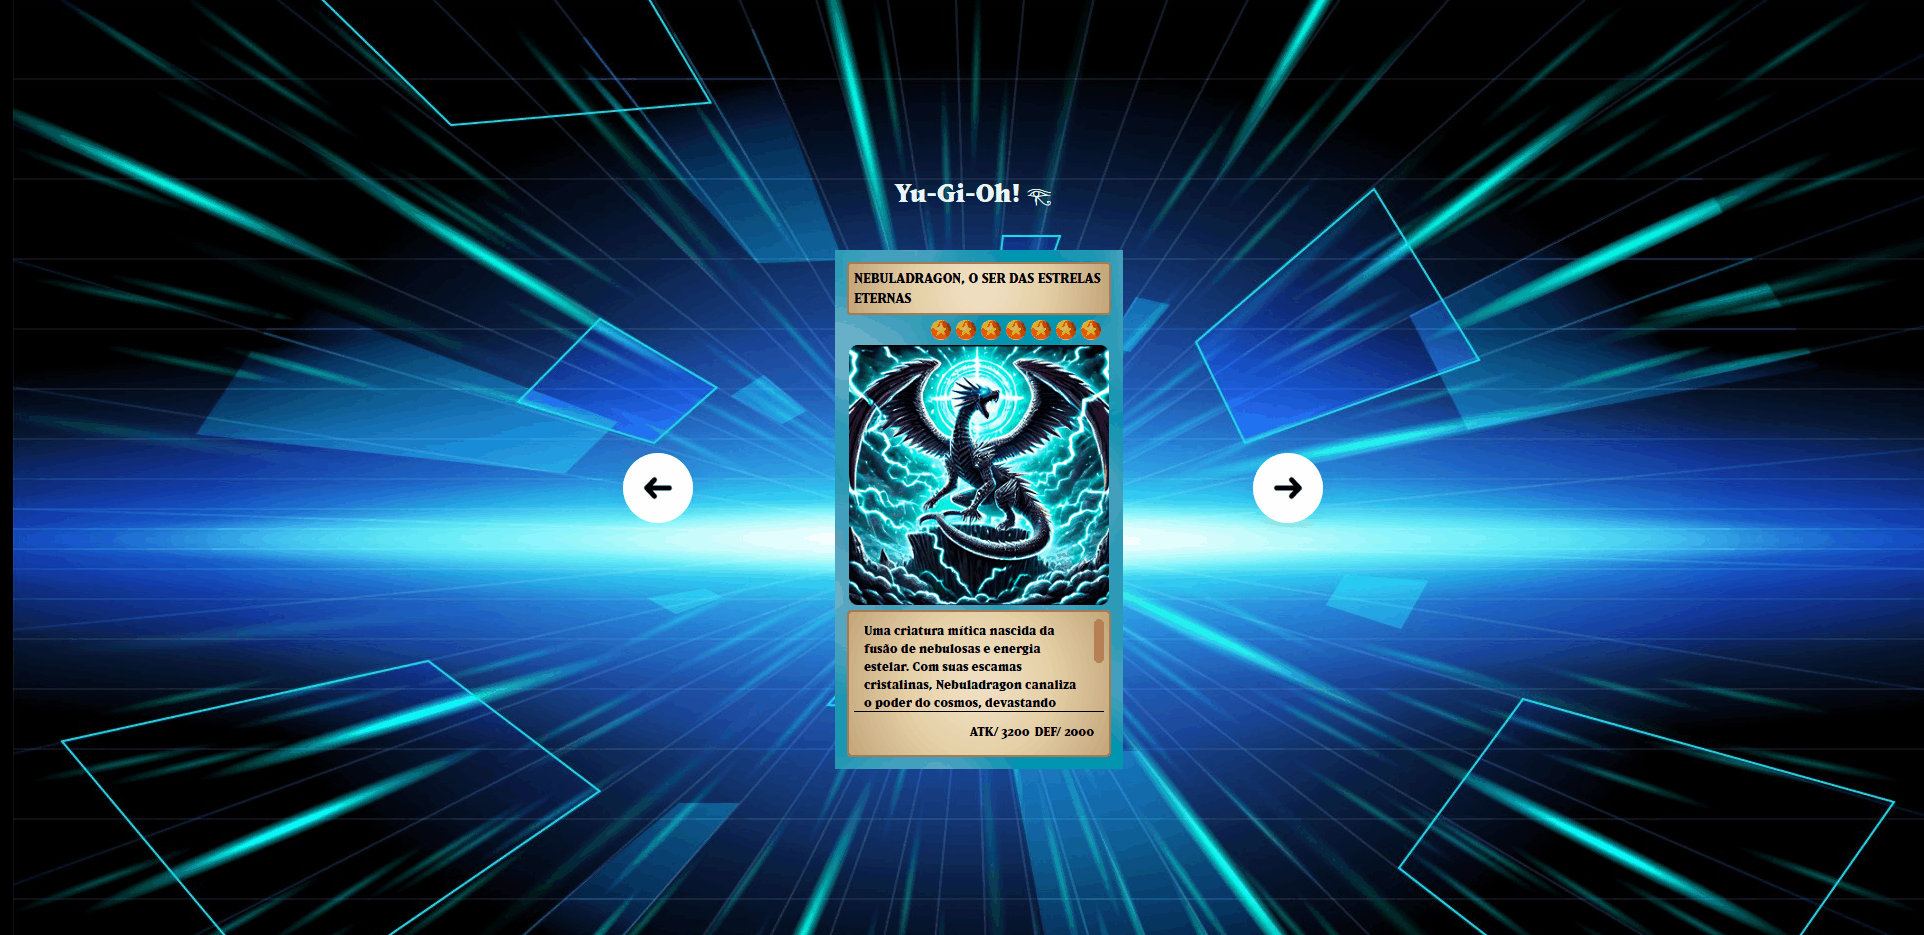 Yu-Gi-Oh! 𓂀
NEBULADRAGON, O SER DAS ESTRELAS
ETERNAS
Uma criatura mítica nascida da
fusão de nebulosas e energia
estelar. Com suas escamas
cristalinas, Nebuladragon canaliza
o poder do cosmos, devastando
ATK/ 3200 DEF/ 2000